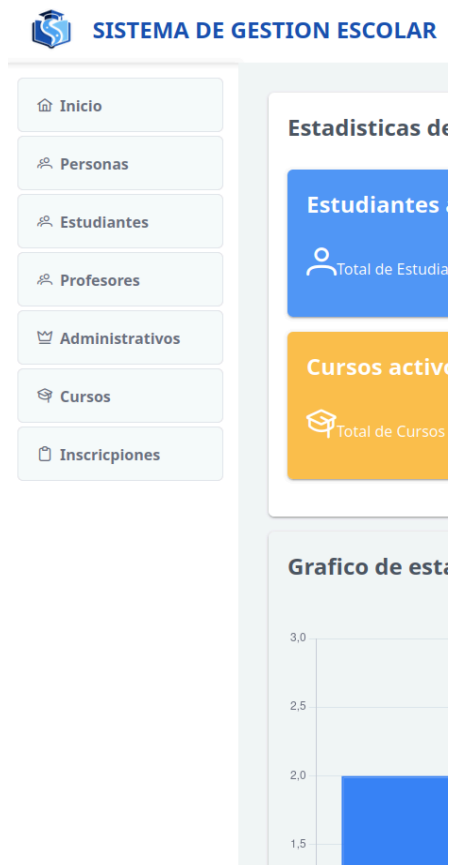 SISTEMA DE GESTION ESCOLAR
Inicio
Personas
Estudiantes
Profesores
Administrativos
Cursos
Inscricpiones
Estadisticas de
Estudiantes
Total de Estudia
Cursos activ
Total de Cursos
Grafico de est
3,0
2,5
2,0
1,5